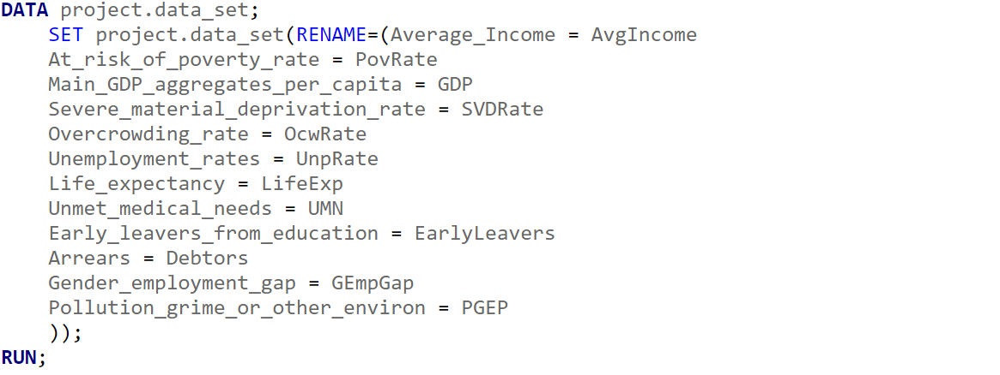 DATA project.data_set;
SET project.data_set(RENAME=(Average_Income = AvgIncome
At_risk_of_poverty_rate = PovRate
Main_GDP_aggregates_per_capita = GDP
Severe_material_deprivation_rate = SVDRate
Overcrowding_rate = OcwRate
Unemployment_rates = UnpRate
Life_expectancy = LifeExp
Unmet_medical_needs = UMN
Early_leavers_from_education = EarlyLeavers
Arrears = Debtors
Gender_employment_gap = GEmpGap
Pollution_grime_or_other_environ = PGEP
));
RUN;